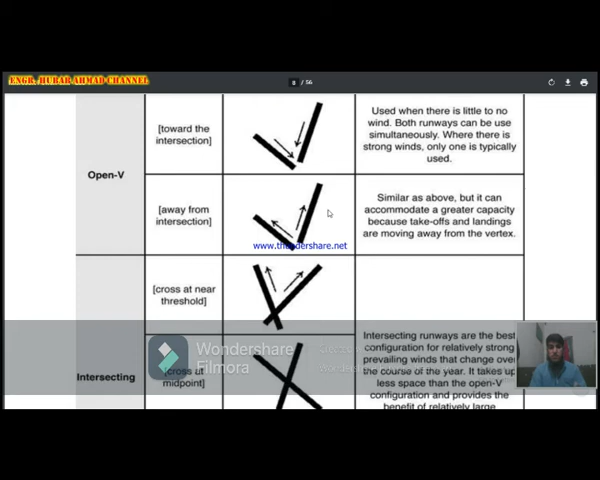 ENGR. JIBRAR AHMAD CHANNEL
8 / 56
Open-V
[toward the
intersection]
Used when there is little to no
wind. Both runways can be use
simultaneously. Where there is
strong winds, only one is typically
used.
[away from
intersection]
Similar as above, but it can
accommodate a greater capacity
because take-offs and landings
are moving away from the vertex.
[cross at near
threshold]
Intersecting
[cross at
midpoint]
Intersecting runways are the best
configuration for relatively strong
prevailing winds that change over
the course of the year. It takes up
less space than the open-V
configuration and provides the
benefit of relatively large
Wondershare
Filmora